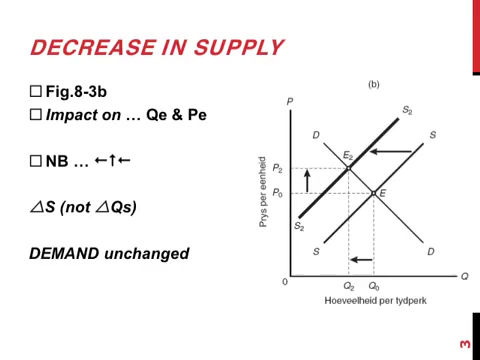 DECREASE IN SUPPLY
☐ Fig.8-3b
☐ Impact on … Qe & Pe
☐ NB … ←↑←
△S (not △Qs)
DEMAND unchanged
(b)
P
S₂
D
S
E₂
P₂
P₀
E
Prys per eenheid
S₂
S
D
0
Q₂
Q₀
Q
Hoeveelheid per tydperk
3